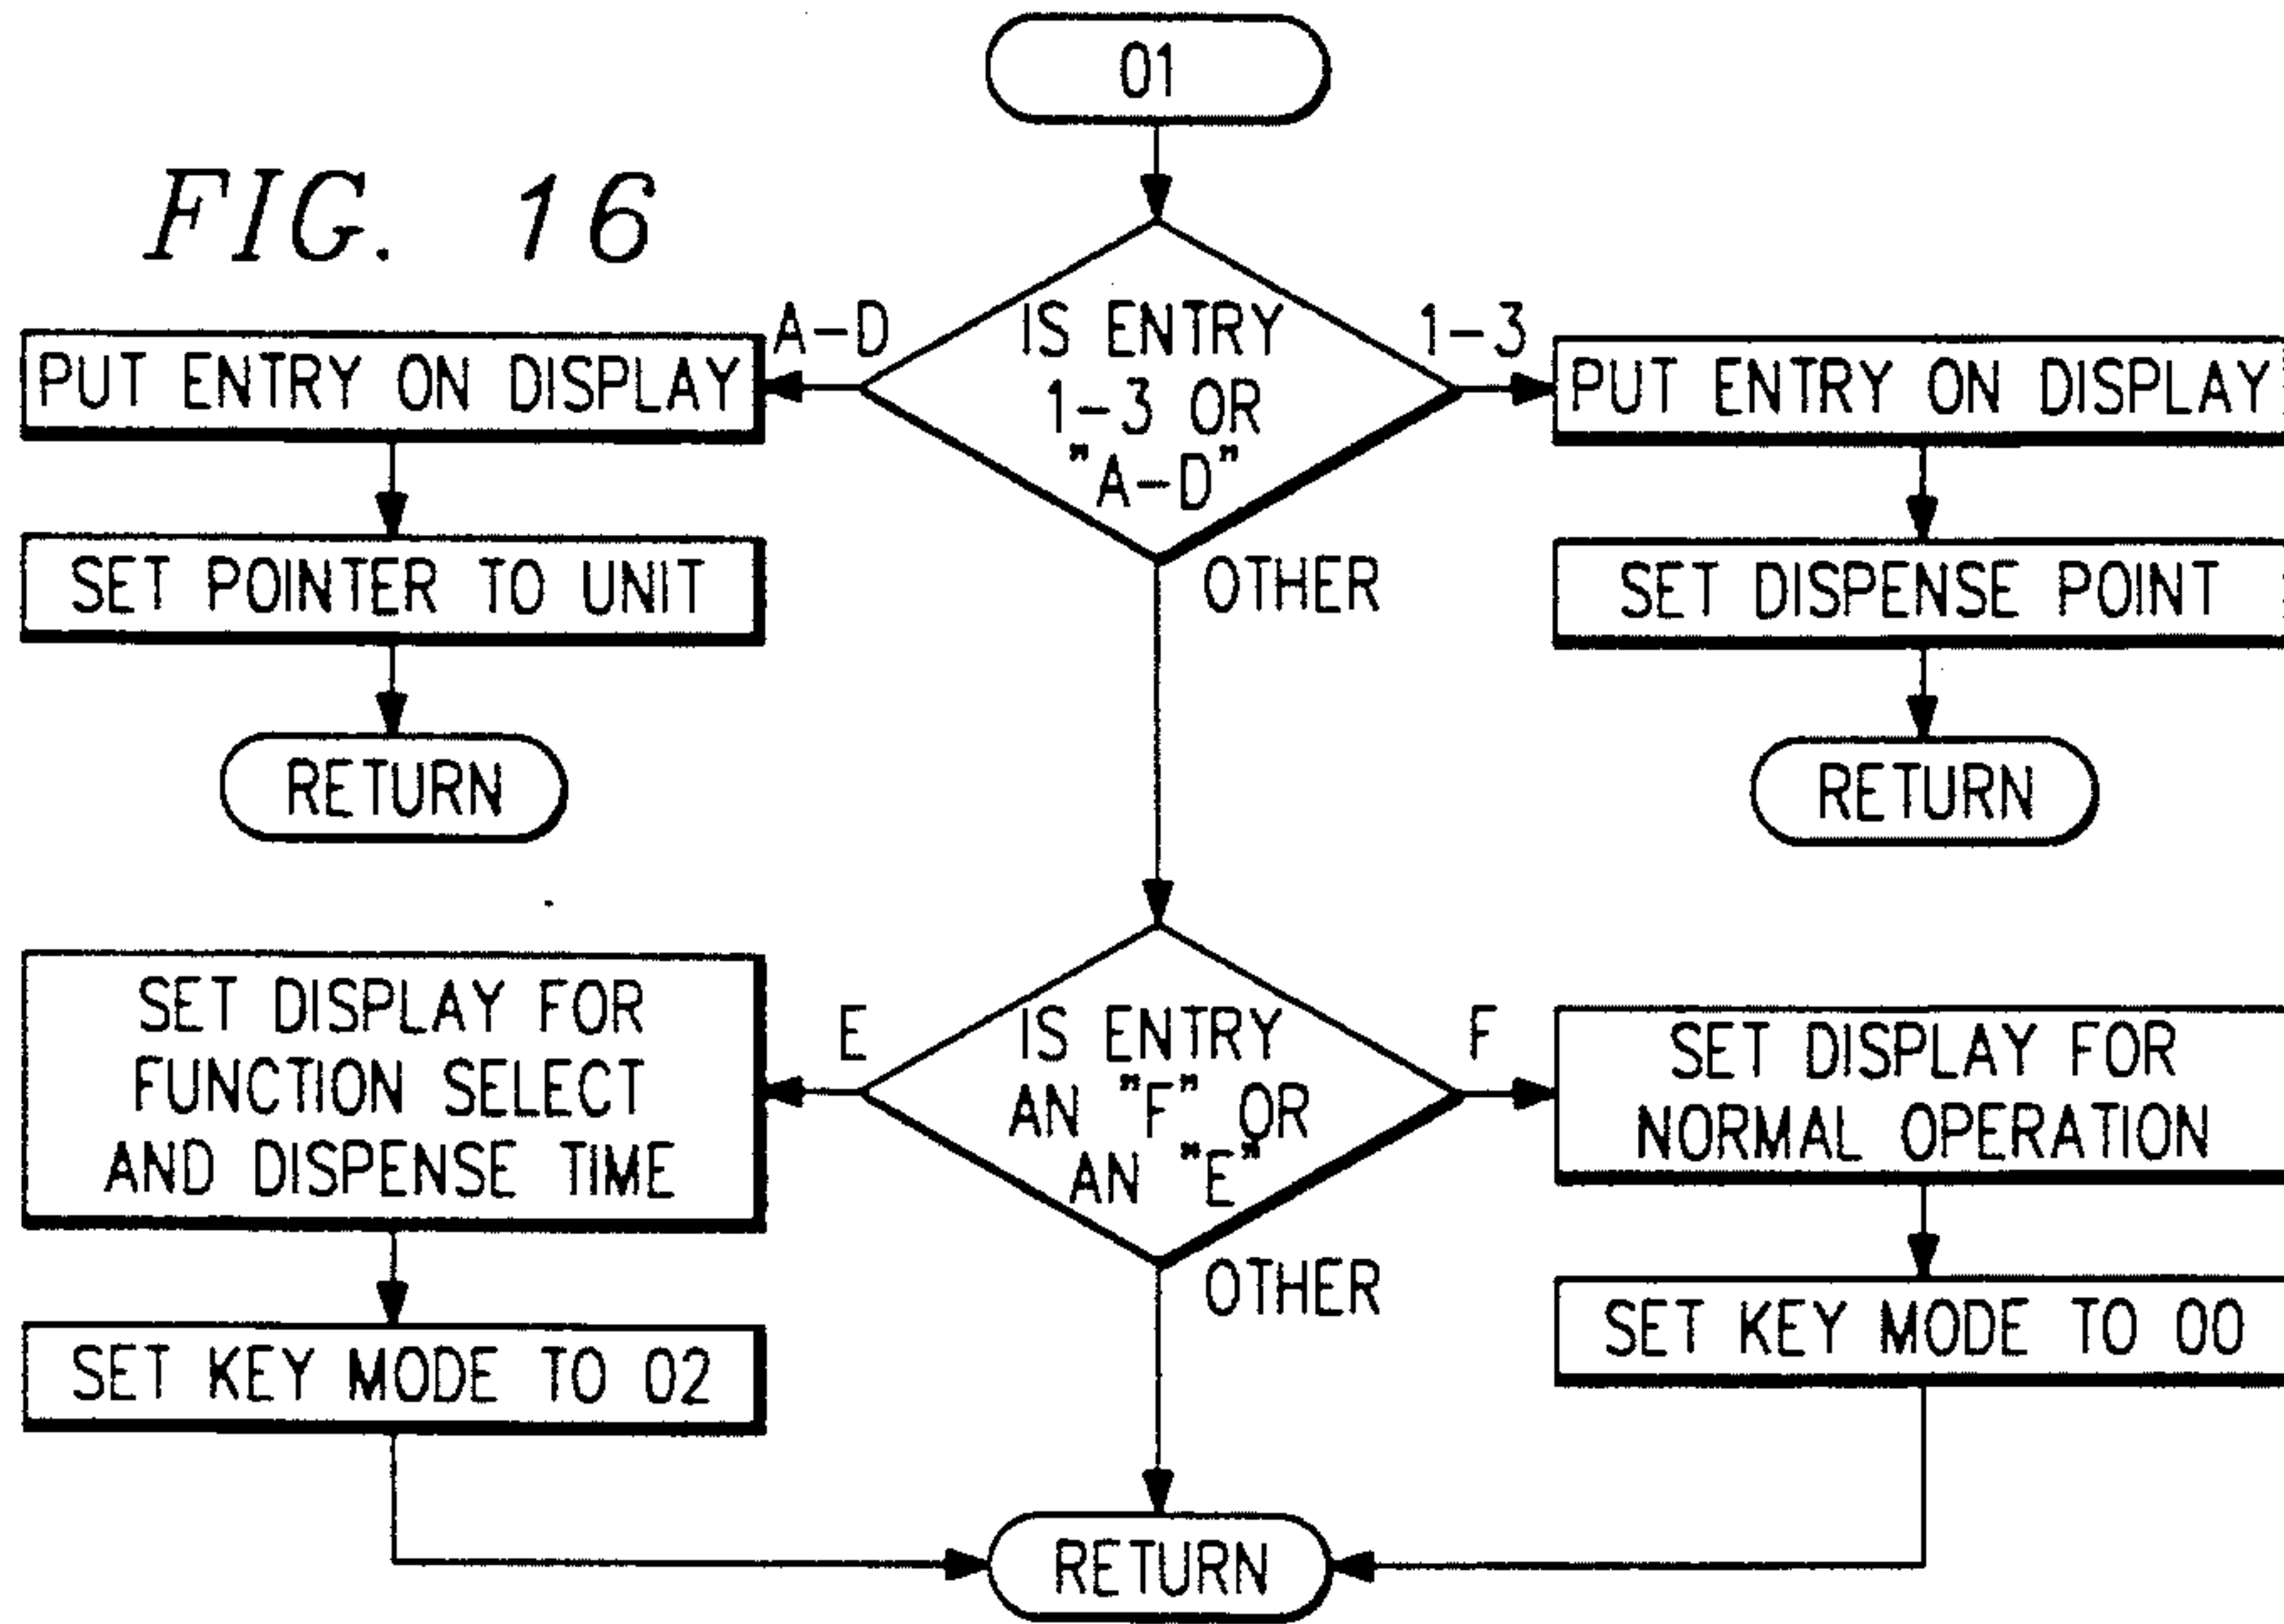 01
FIG. 16
IS ENTRY
1-3 OR
"A-D"
A-D
1-3
OTHER
PUT ENTRY ON DISPLAY
SET POINTER TO UNIT
RETURN
PUT ENTRY ON DISPLAY
SET DISPENSE POINT
RETURN
IS ENTRY
AN "F" OR
AN "E"
E
F
OTHER
SET DISPLAY FOR
FUNCTION SELECT
AND DISPENSE TIME
SET KEY MODE TO 02
SET DISPLAY FOR
NORMAL OPERATION
SET KEY MODE TO 00
RETURN